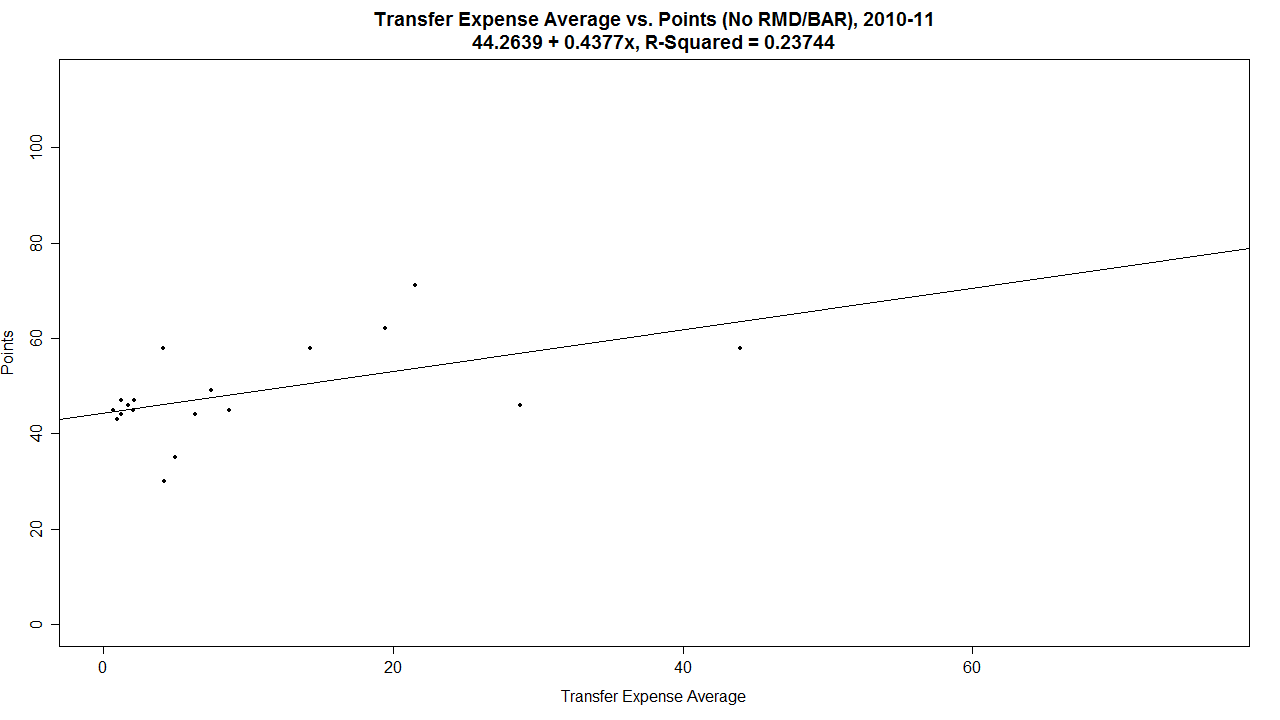 Transfer Expense Average vs. Points (No RMD/BAR), 2010-11
44.2639 + 0.4377x, R-Squared = 0.23744
Points
100
80
60
40
20
0
0 20 40 60
Transfer Expense Average